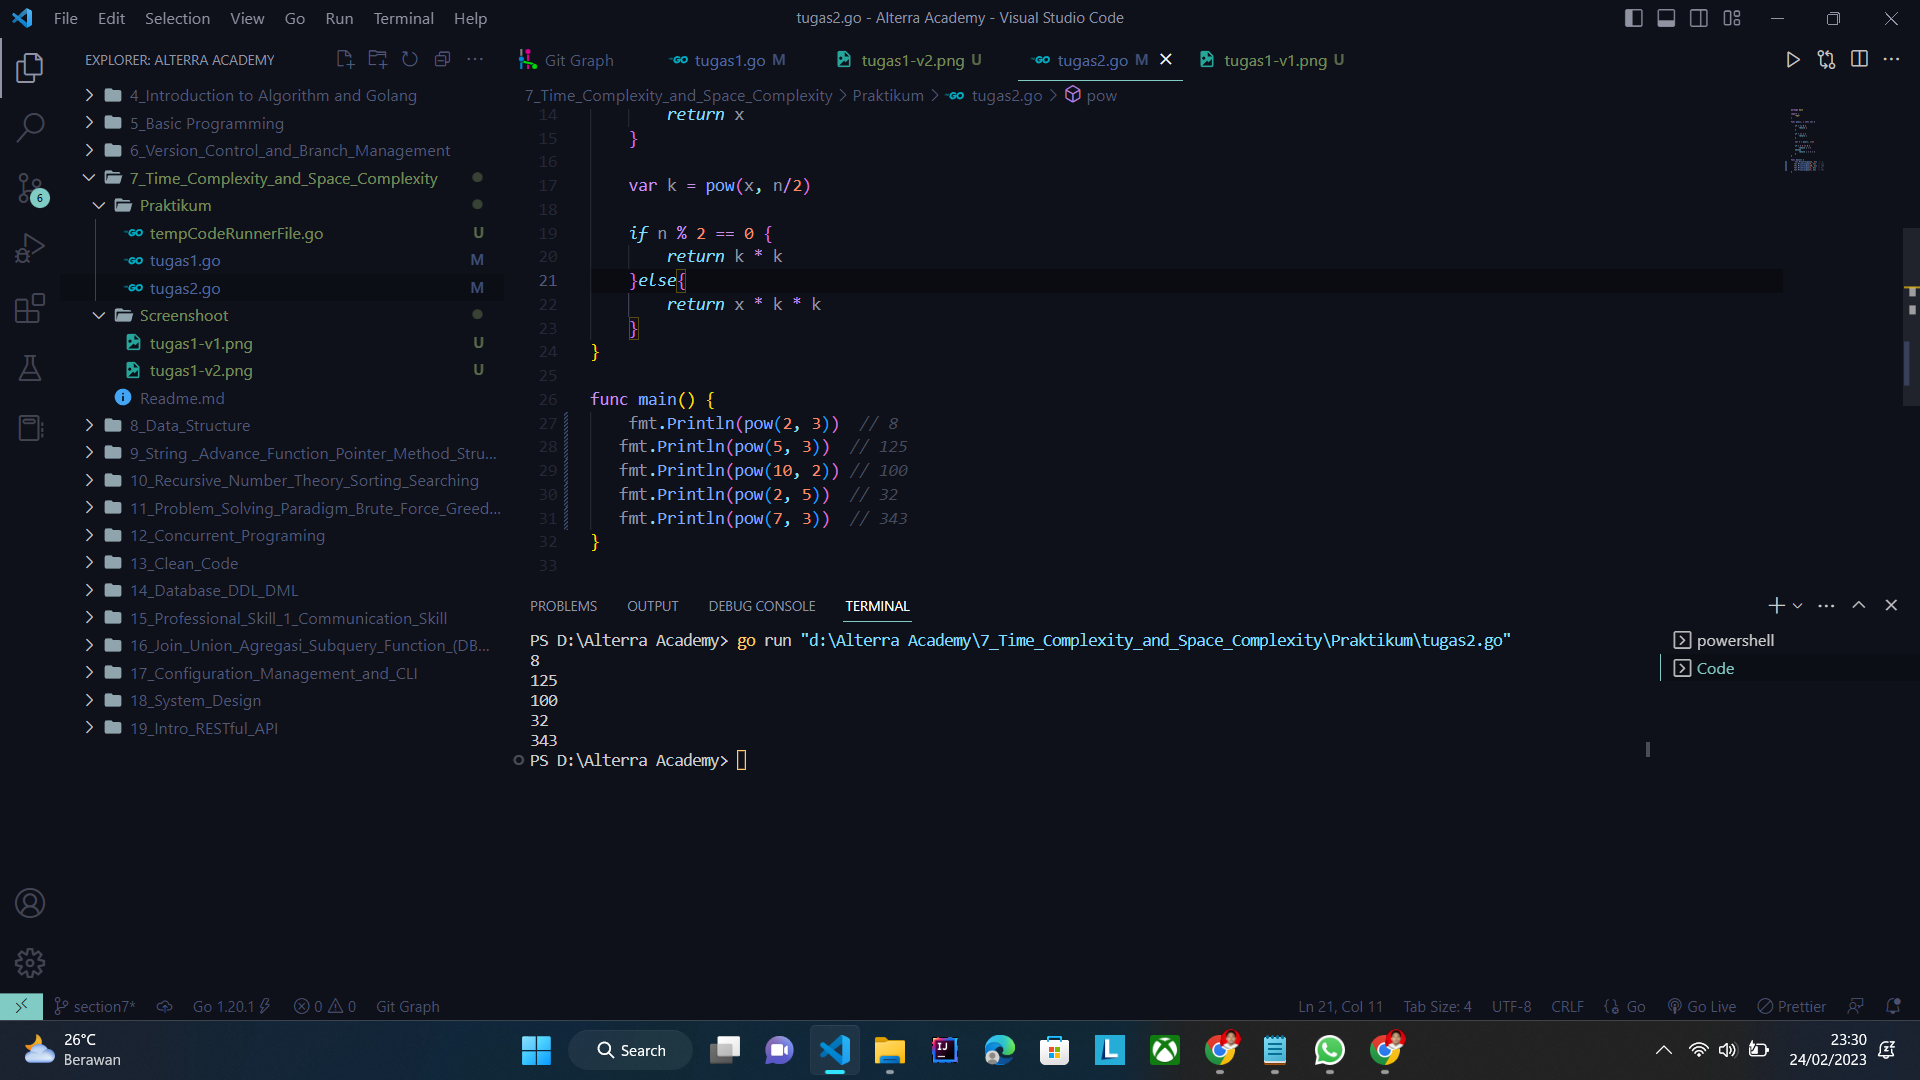 File Edit Selection View Go Run Terminal Help
tugas2.go - Alterra Academy - Visual Studio Code
EXPLORER: ALTERRA ACADEMY
4_Introduction to Algorithm and Golang
5_Basic Programming
6_Version_Control_and_Branch_Management
7_Time_Complexity_and_Space_Complexity
Praktikum
GO tempCodeRunnerFile.go U
GO tugas1.go M
GO tugas2.go M
Screenshoot
tugas1-v1.png U
tugas1-v2.png U
Readme.md
8_Data_Structure
9_String _Advance_Function_Pointer_Method_Stru...
10_Recursive_Number_Theory_Sorting_Searching
11_Problem_Solving_Paradigm_Brute_Force_Greed...
12_Concurrent_Programing
13_Clean_Code
14_Database_DDL_DML
15_Professional_Skill_1_Communication_Skill
16_Join_Union_Agregasi_Subquery_Function_(DB...
17_Configuration_Management_and_CLI
18_System_Design
19_Intro_RESTful_API
6
Git Graph GO tugas1.go M tugas1-v2.png U GO tugas2.go M tugas1-v1.png U
7_Time_Complexity_and_Space_Complexity > Praktikum > GO tugas2.go > pow
14 return x
15 }
16
17 var k = pow(x, n/2)
18
19 if n % 2 == 0 {
20 return k * k
21 }else{
22 return x * k * k
23 }
24 }
25
26 func main() {
27 fmt.Println(pow(2, 3)) // 8
28 fmt.Println(pow(5, 3)) // 125
29 fmt.Println(pow(10, 2)) // 100
30 fmt.Println(pow(2, 5)) // 32
31 fmt.Println(pow(7, 3)) // 343
32 }
33
PROBLEMS OUTPUT DEBUG CONSOLE TERMINAL
PS D:\Alterra Academy> go run "d:\Alterra Academy\7_Time_Complexity_and_Space_Complexity\Praktikum\tugas2.go"
8
125
100
32
343
PS D:\Alterra Academy>
powershell
Code
section7* Go 1.20.1 0 0 Git Graph
Ln 21, Col 11 Tab Size: 4 UTF-8 CRLF {} Go Go Live Prettier
26°C
Berawan
Search
23:30
24/02/2023